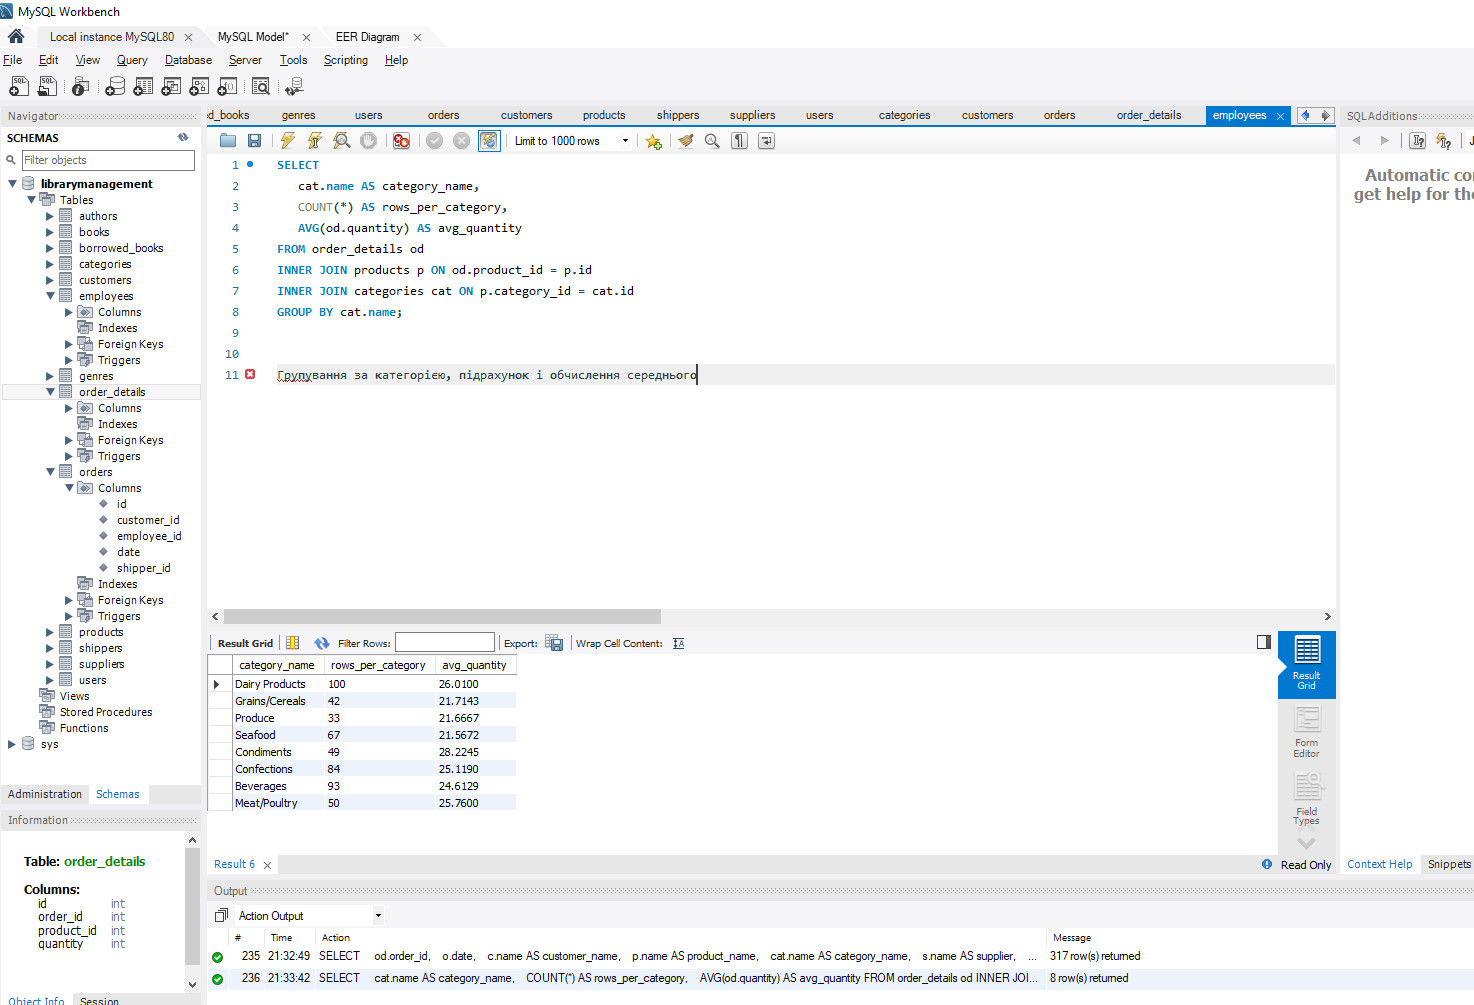 MySQL Workbench
Local instance MySQL80
MySQL Model*
EER Diagram
File Edit View Query Database Server Tools Scripting Help
Navigator
SCHEMAS
Filter objects
librarymanagement
Tables
authors
books
borrowed_books
categories
customers
employees
Columns
Indexes
Foreign Keys
Triggers
genres
order_details
Columns
Indexes
Foreign Keys
Triggers
orders
Columns
id
customer_id
employee_id
date
shipper_id
Indexes
Foreign Keys
Triggers
products
shippers
suppliers
users
Views
Stored Procedures
Functions
sys
Administration Schemas
Information
Table: order_details
Columns:
id int
order_id int
product_id int
quantity int
Object Info Session
ed_books genres users orders customers products shippers suppliers users categories customers orders order_details employees
Limit to 1000 rows
1 SELECT
2 cat.name AS category_name,
3 COUNT(*) AS rows_per_category,
4 AVG(od.quantity) AS avg_quantity
5 FROM order_details od
6 INNER JOIN products p ON od.product_id = p.id
7 INNER JOIN categories cat ON p.category_id = cat.id
8 GROUP BY cat.name;
9
10
11 Групування за категорією, підрахунок і обчислення середнього
Result Grid Filter Rows: Export: Wrap Cell Content:
category_name rows_per_category avg_quantity
Dairy Products 100 26.0100
Grains/Cereals 42 21.7143
Produce 33 21.6667
Seafood 67 21.5672
Condiments 49 28.2245
Confections 84 25.1190
Beverages 93 24.6129
Meat/Poultry 50 25.7600
Result
Grid
Form
Editor
Field
Types
Result 6
Read Only
SQLAdditions
Automatic co
get help for the
Context Help Snippets
Output
Action Output
# Time Action Message
235 21:32:49 SELECT od.order_id, o.date, c.name AS customer_name, p.name AS product_name, cat.name AS category_name, s.name AS supplier, ... 317 row(s) returned
236 21:33:42 SELECT cat.name AS category_name, COUNT(*) AS rows_per_category, AVG(od.quantity) AS avg_quantity FROM order_details od INNER JOI... 8 row(s) returned